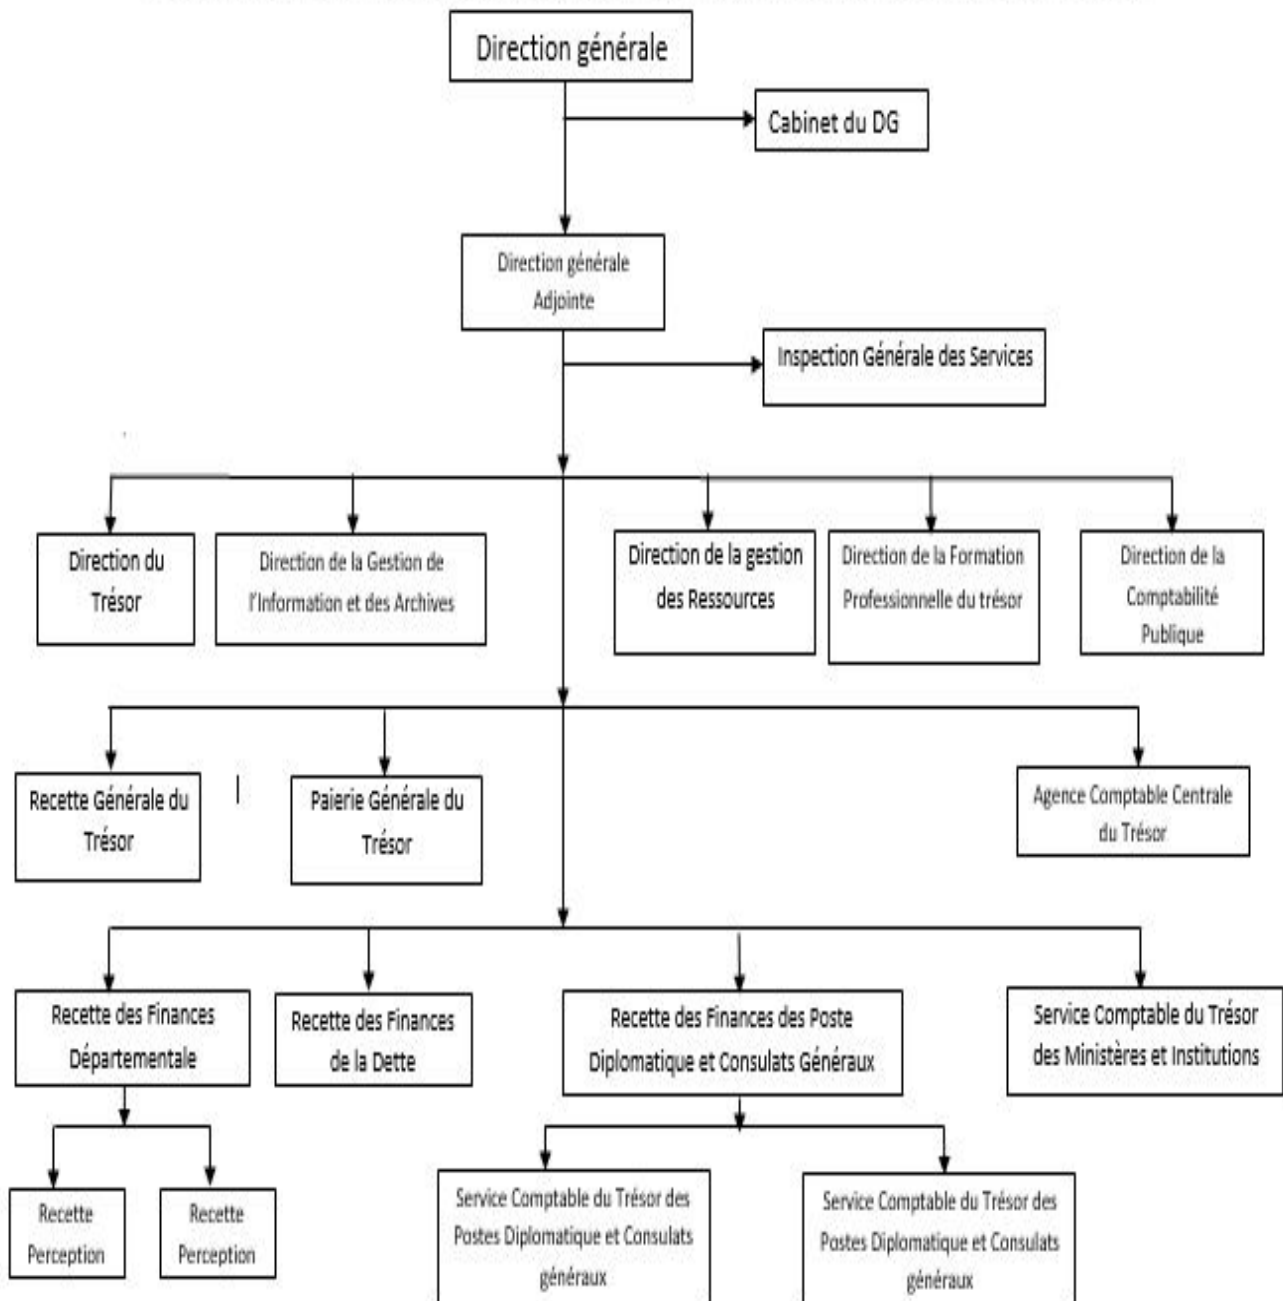 Direction générale
Cabinet du DG
Direction générale
Adjointe
Inspection Générale des Services
Direction du
Trésor
Direction de la Gestion de
l'Information et des Archives
Direction de la gestion
des Ressources
Direction de la Formation
Professionnelle du trésor
Direction de la
Comptabilité
Publique
Recette Générale du
Trésor
Paierie Générale du
Trésor
Agence Comptable Centrale
du Trésor
Recette des Finances
Départementale
Recette des Finances
de la Dette
Recette des Finances des Poste
Diplomatique et Consulats Généraux
Service Comptable du Trésor
des Ministères et Institutions
Recette
Perception
Recette
Perception
Service Comptable du Trésor des
Postes Diplomatique et Consulats
généraux
Service Comptable du Trésor des
Postes Diplomatique et Consulats
généraux